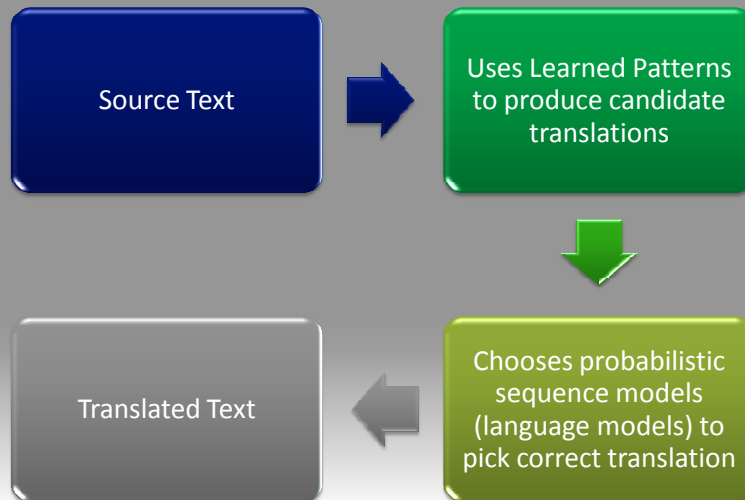 Source Text
Uses Learned Patterns
to produce candidate
translations
Chooses probabilistic
sequence models
(language models) to
pick correct translation
Translated Text